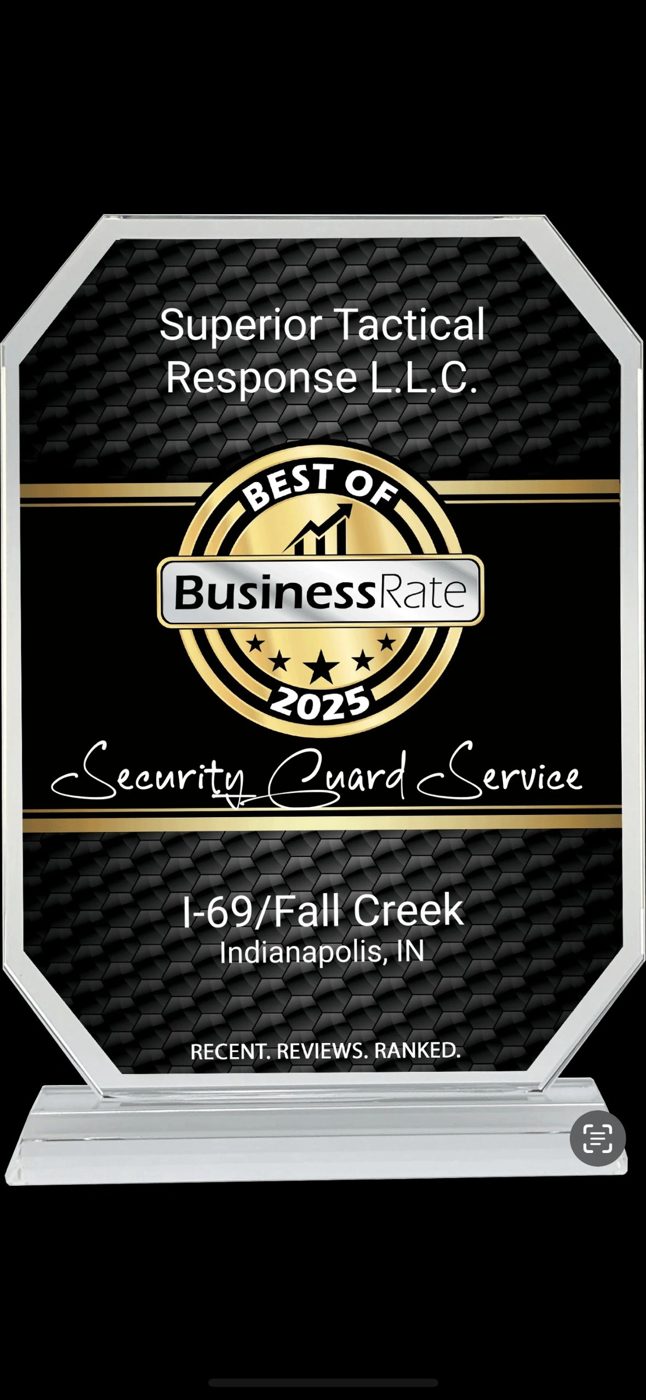 Superior Tactical
Response L.L.C.
BEST OF
BusinessRate
2025
Security Guard Service
I-69/Fall Creek
Indianapolis, IN
RECENT. REVIEWS. RANKED.